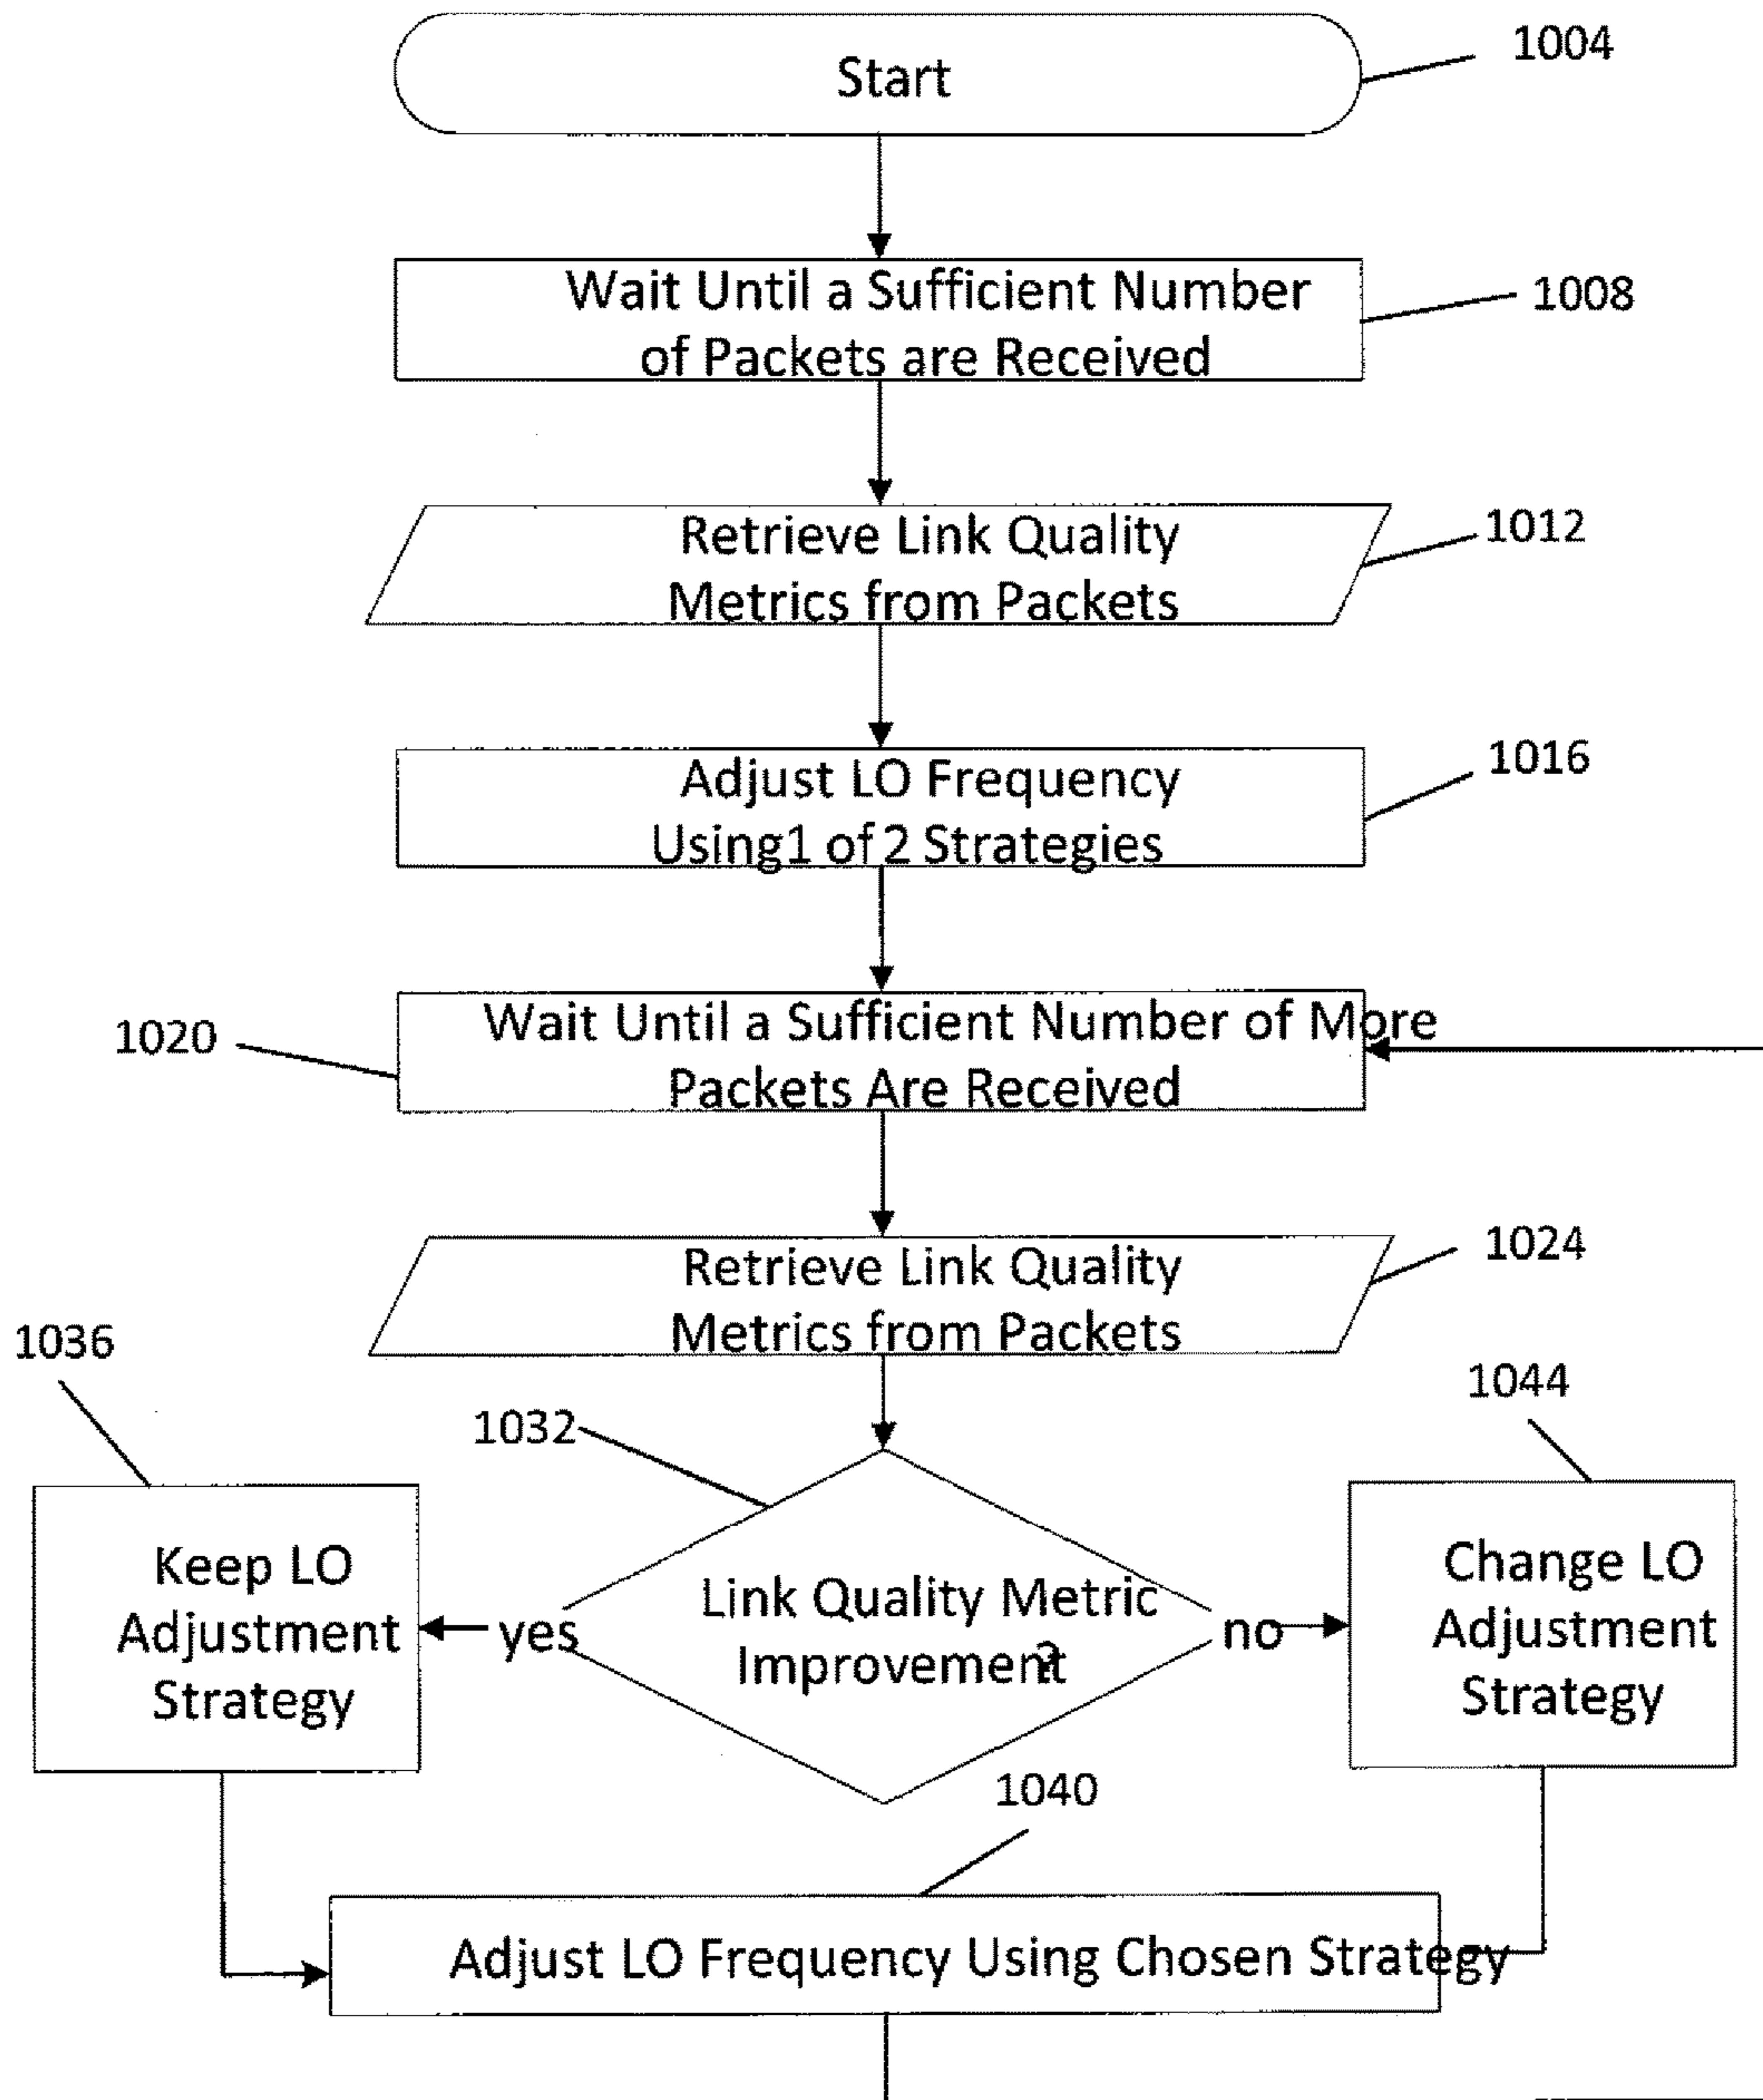 Start
1004
Wait Until a Sufficient Number
of Packets are Received
1008
Retrieve Link Quality
Metrics from Packets
1012
Adjust LO Frequency
Using1 of 2 Strategies
1016
1020
Wait Until a Sufficient Number of More
Packets Are Received
Retrieve Link Quality
Metrics from Packets
1024
1036
1032
1044
Keep LO
Adjustment
Strategy
yes
Link Quality Metric
Improvement?
no
Change LO
Adjustment
Strategy
1040
Adjust LO Frequency Using Chosen Strategy